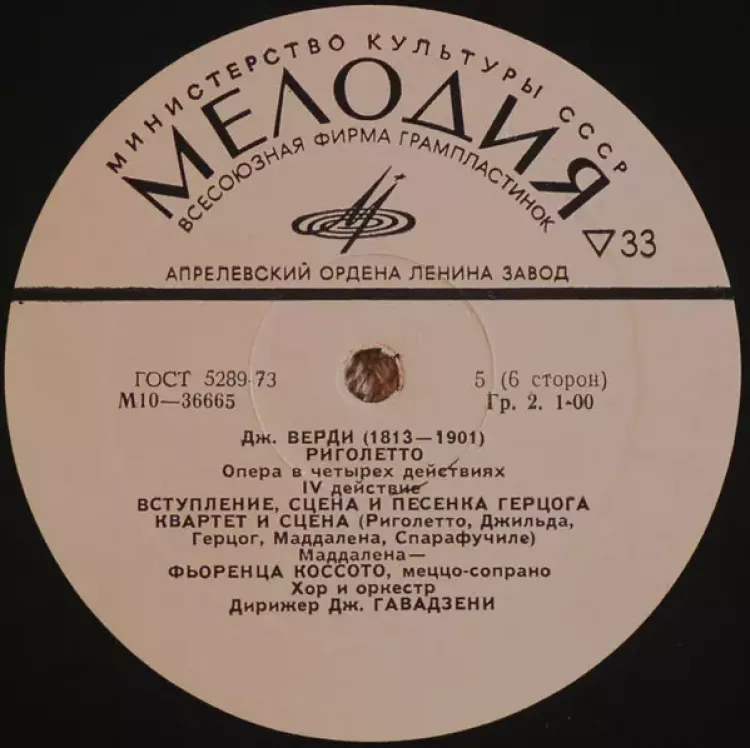 МИНИСТЕРСТВО КУЛЬТУРЫ СССР
МЕЛОДИЯ
ВСЕСОЮЗНАЯ ФИРМА ГРАМПЛАСТИНОК
▽33
АПРЕЛЕВСКИЙ ОРДЕНА ЛЕНИНА ЗАВОД
ГОСТ 5289-73 5 (6 сторон)
М10—36665 Гр. 2. 1-00
Дж. ВЕРДИ (1813—1901)
РИГОЛЕТТО
Опера в четырех действиях
IV действие
ВСТУПЛЕНИЕ, СЦЕНА И ПЕСЕНКА ГЕРЦОГА
КВАРТЕТ И СЦЕНА (Риголетто, Джильда,
Герцог, Маддалена, Спарафучиле)
Маддалена—
ФЬОРЕНЦА КОССОТО, меццо-сопрано
Хор и оркестр
Дирижер Дж. ГАВАДЗЕНИ